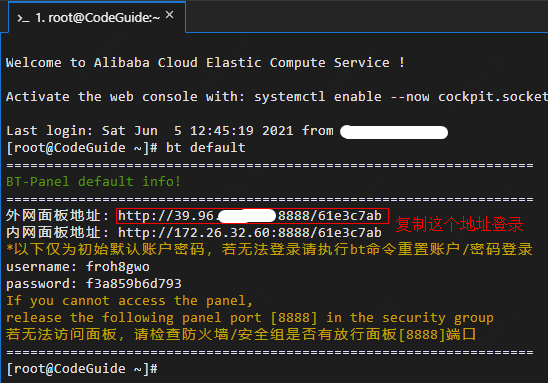 1. root@CodeGuide:~ ×
Welcome to Alibaba Cloud Elastic Compute Service !
Activate the web console with: systemctl enable --now cockpit.socket
Last login: Sat Jun  5 12:45:19 2021 from
[root@CodeGuide ~]# bt default
==================================================================
BT-Panel default info!
==================================================================
外网面板地址: http://39.96. :8888/61e3c7ab 复制这个地址登录
内网面板地址: http://172.26.32.60:8888/61e3c7ab
*以下仅为初始默认账户密码，若无法登录请执行bt命令重置账户/密码登录
username: froh8gwo
password: f3a859b6d793
If you cannot access the panel,
release the following panel port [8888] in the security group
若无法访问面板，请检查防火墙/安全组是否有放行面板[8888]端口
==================================================================
[root@CodeGuide ~]#